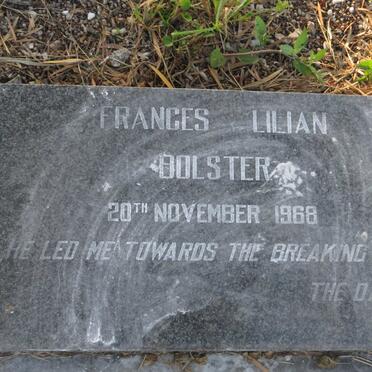 FRANCES LILIAN
BOLSTER
20TH NOVEMBER 1968
HE LED ME TOWARDS THE BREAKING
THE